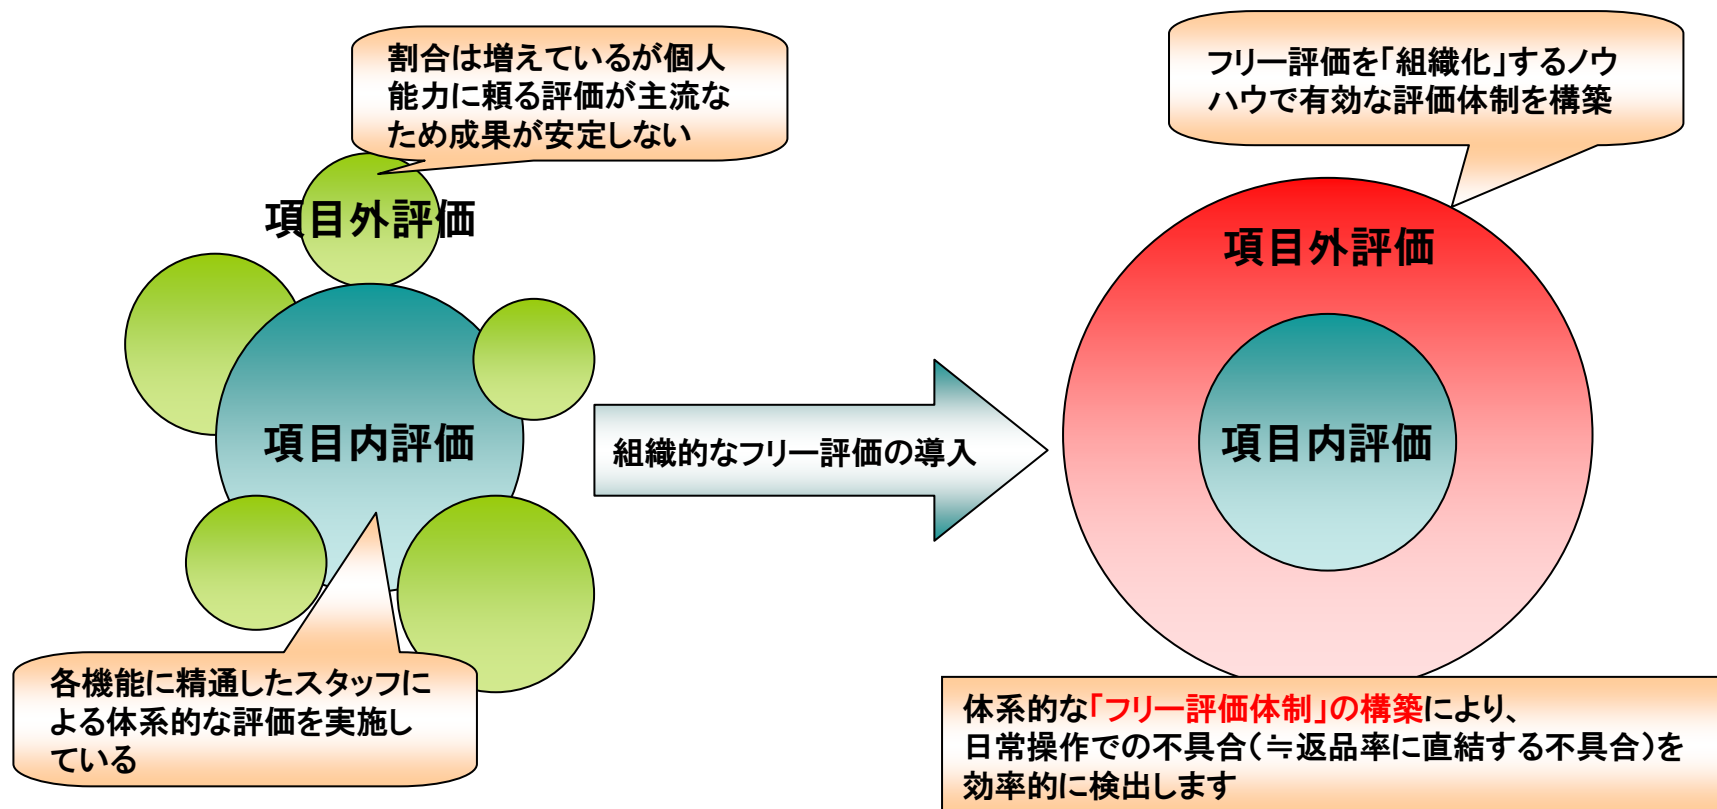 割合は増えているが個人
能力に頼る評価が主流な
ため成果が安定しない
項目外評価
項目内評価
各機能に精通したスタッフに
よる体系的な評価を実施し
ている
組織的なフリー評価の導入
フリー評価を「組織化」するノウ
ハウで有効な評価体制を構築
項目外評価
項目内評価
体系的な「フリー評価体制」の構築により、
日常操作での不具合(≒返品率に直結する不具合)を
効率的に検出します